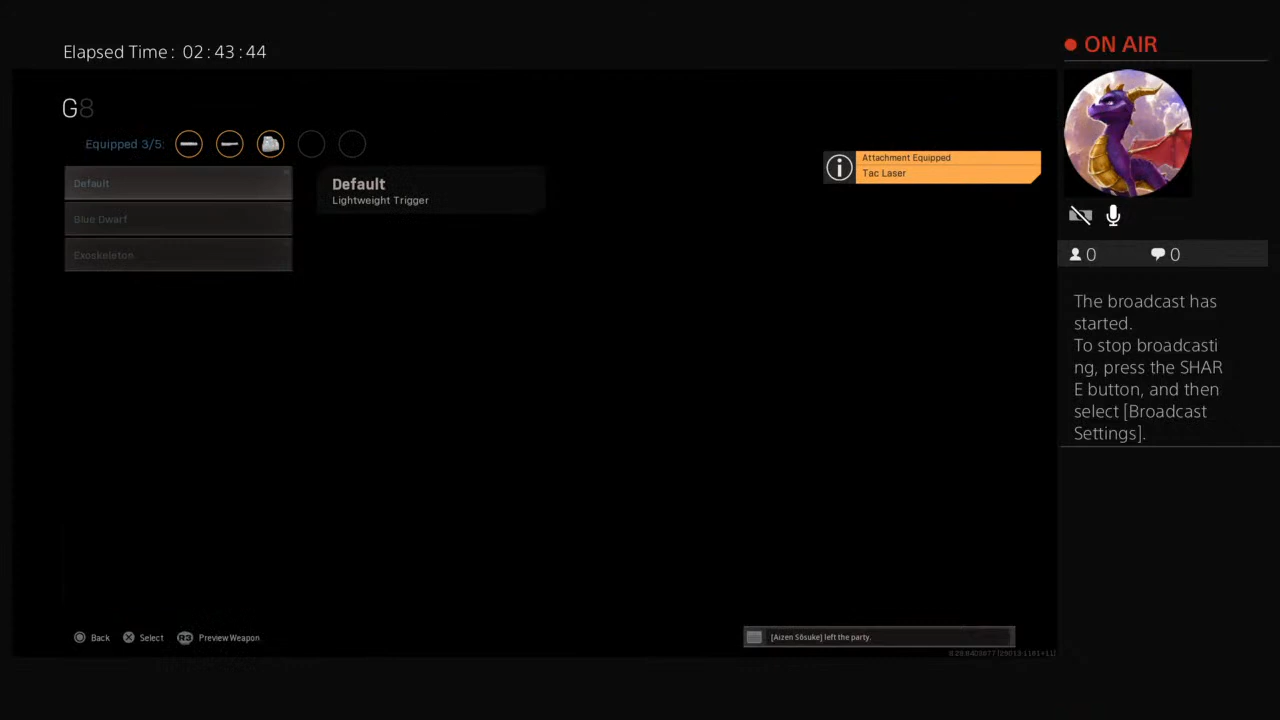 Elapsed Time: 02:43:44
ON AIR
G8
Equipped 3/5:
Attachment Equipped
Tac Laser
Default
Blue Dwarf
Exoskeleton
Default
Lightweight Trigger
0
0
The broadcast has
started.
To stop broadcasti
ng, press the SHAR
E button, and then
select [Broadcast
Settings].
Back
Select
R3
Preview Weapon
[Aizen Sōsuke] left the party.